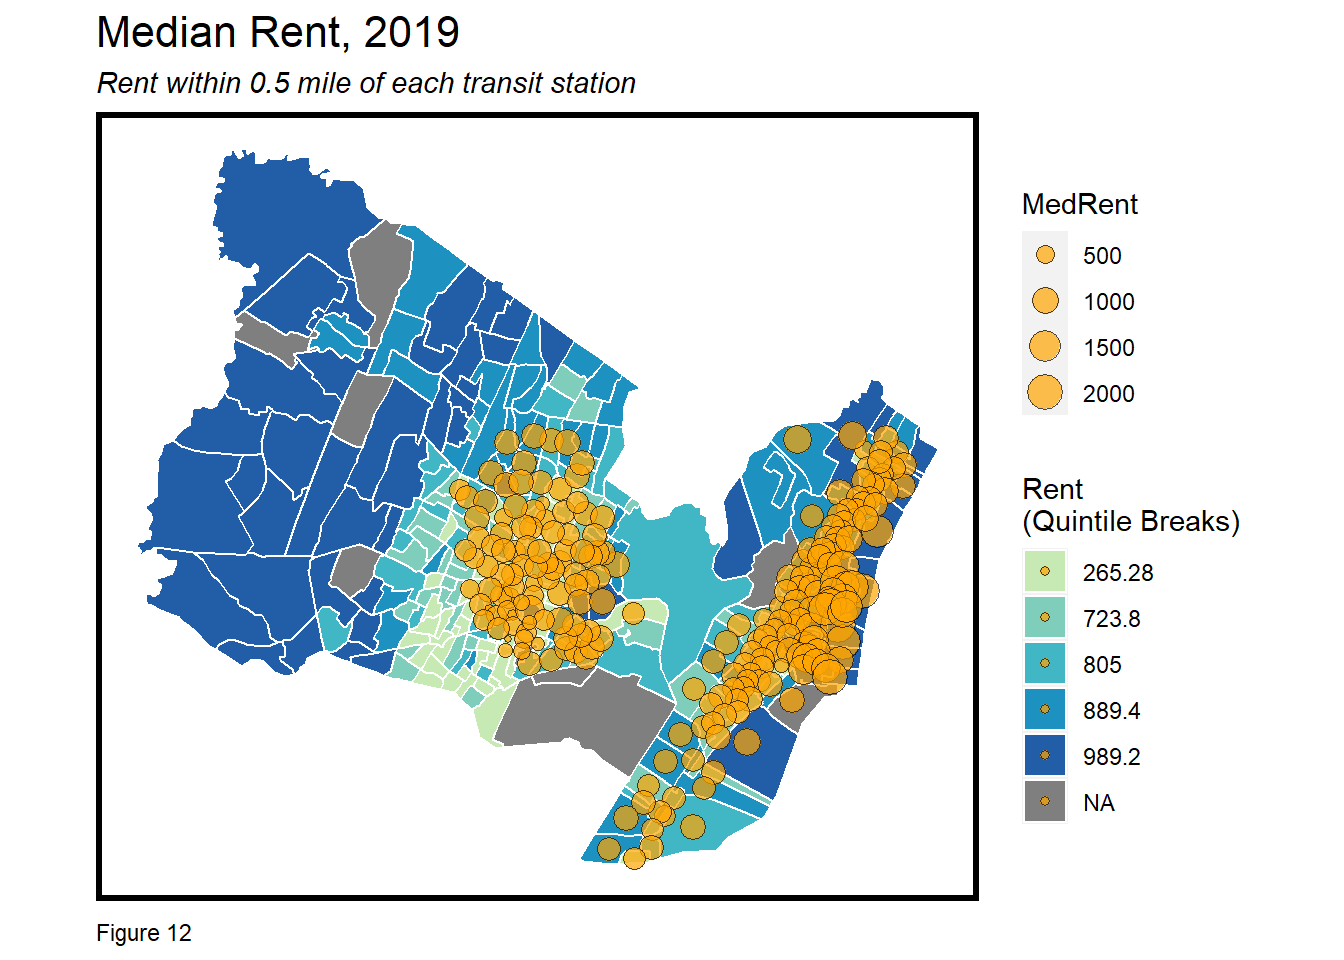 Median Rent, 2019
Rent within 0.5 mile of each transit station
MedRent
500
1000
1500
2000
Rent
(Quintile Breaks)
265.28
723.8
805
889.4
989.2
NA
Figure 12